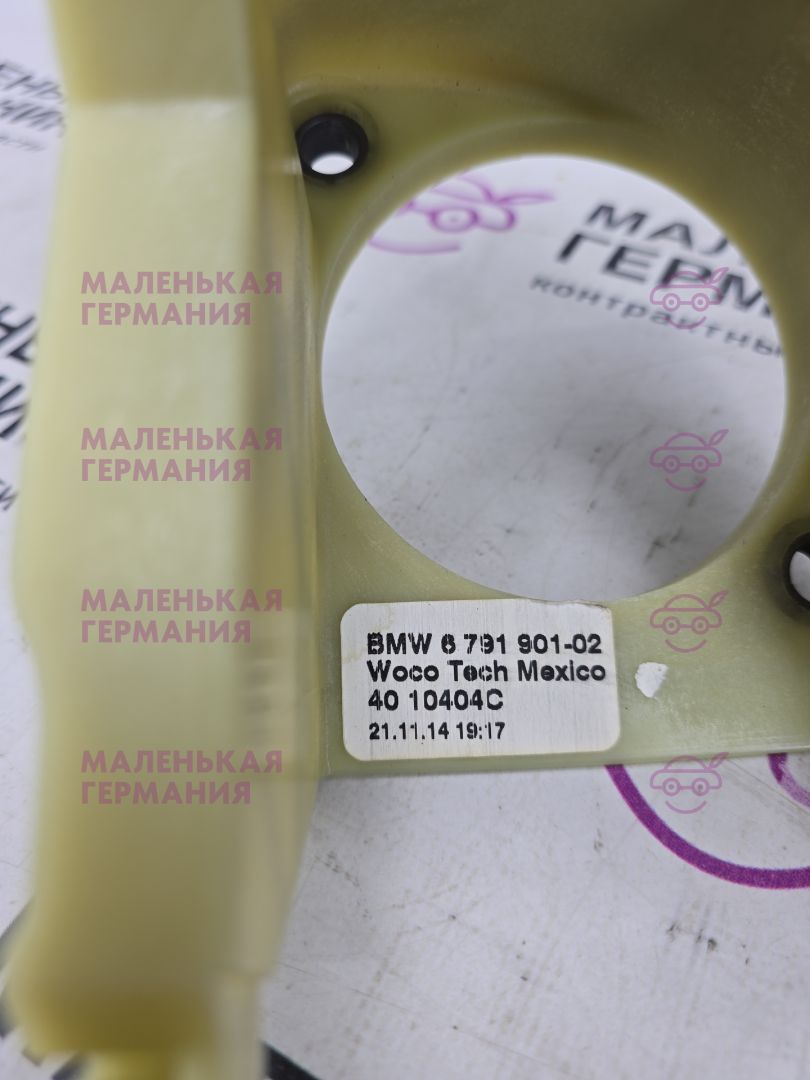 МАЛЕНЬКАЯ
ГЕРМАНИЯ
МАЛЕНЬКАЯ
ГЕРМАНИЯ
МАЛЕНЬКАЯ
ГЕРМАНИЯ
BMW 6 791 901-02
Woco Tech Mexico
40 10404C
21.11.14 19:17
МАЛЕНЬКАЯ
ГЕРМАНИЯ